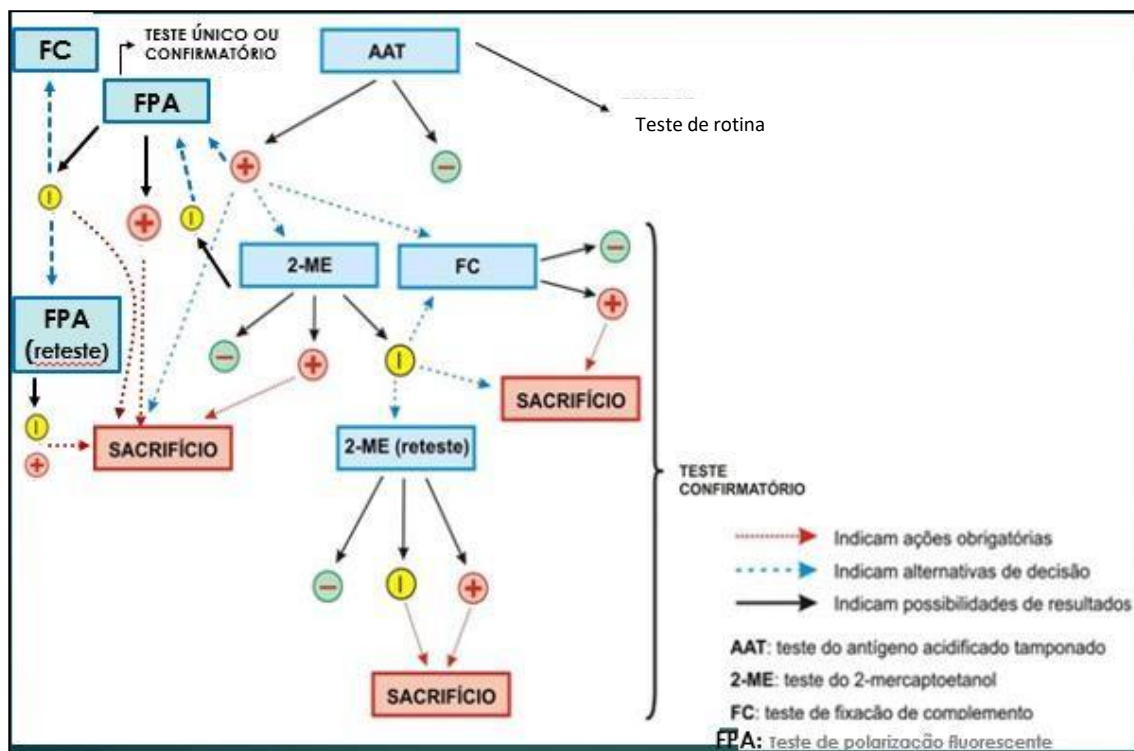 FC
TESTE ÚNICO OU
CONFIRMATÓRIO
AAT
FPA
Teste de rotina
+
−
I
+
I
2-ME
FC
−
+
FPA
(reteste)
−
+
I
SACRIFÍCIO
I
+
SACRIFÍCIO
2-ME (reteste)
TESTE
CONFIRMATÓRIO
−
I
+
SACRIFÍCIO
Indicam ações obrigatórias
Indicam alternativas de decisão
Indicam possibilidades de resultados
AAT: teste do antígeno acidificado tamponado
2-ME: teste do 2-mercaptoetanol
FC: teste de fixação de complemento
FPA: Teste de polarização fluorescente